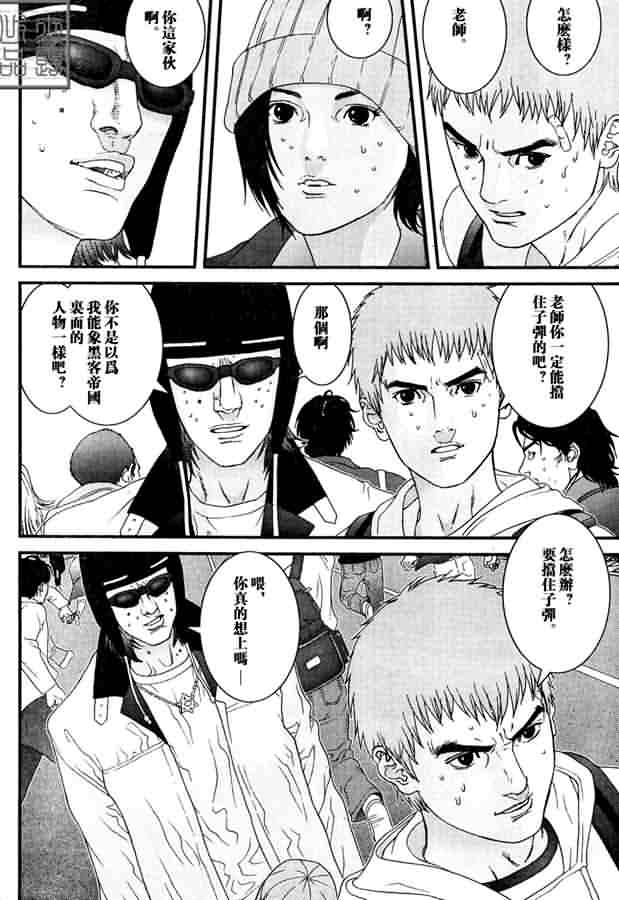 怎麽樣？
老師。
啊？
你這家伙
啊。
老師你一定能擋
住子彈的吧？
那個啊
你不是以爲
我能象黑客帝國
裏面的
人物一樣吧？
怎麽辦？
要擋住子彈。
喂，
你真的想上嗎—